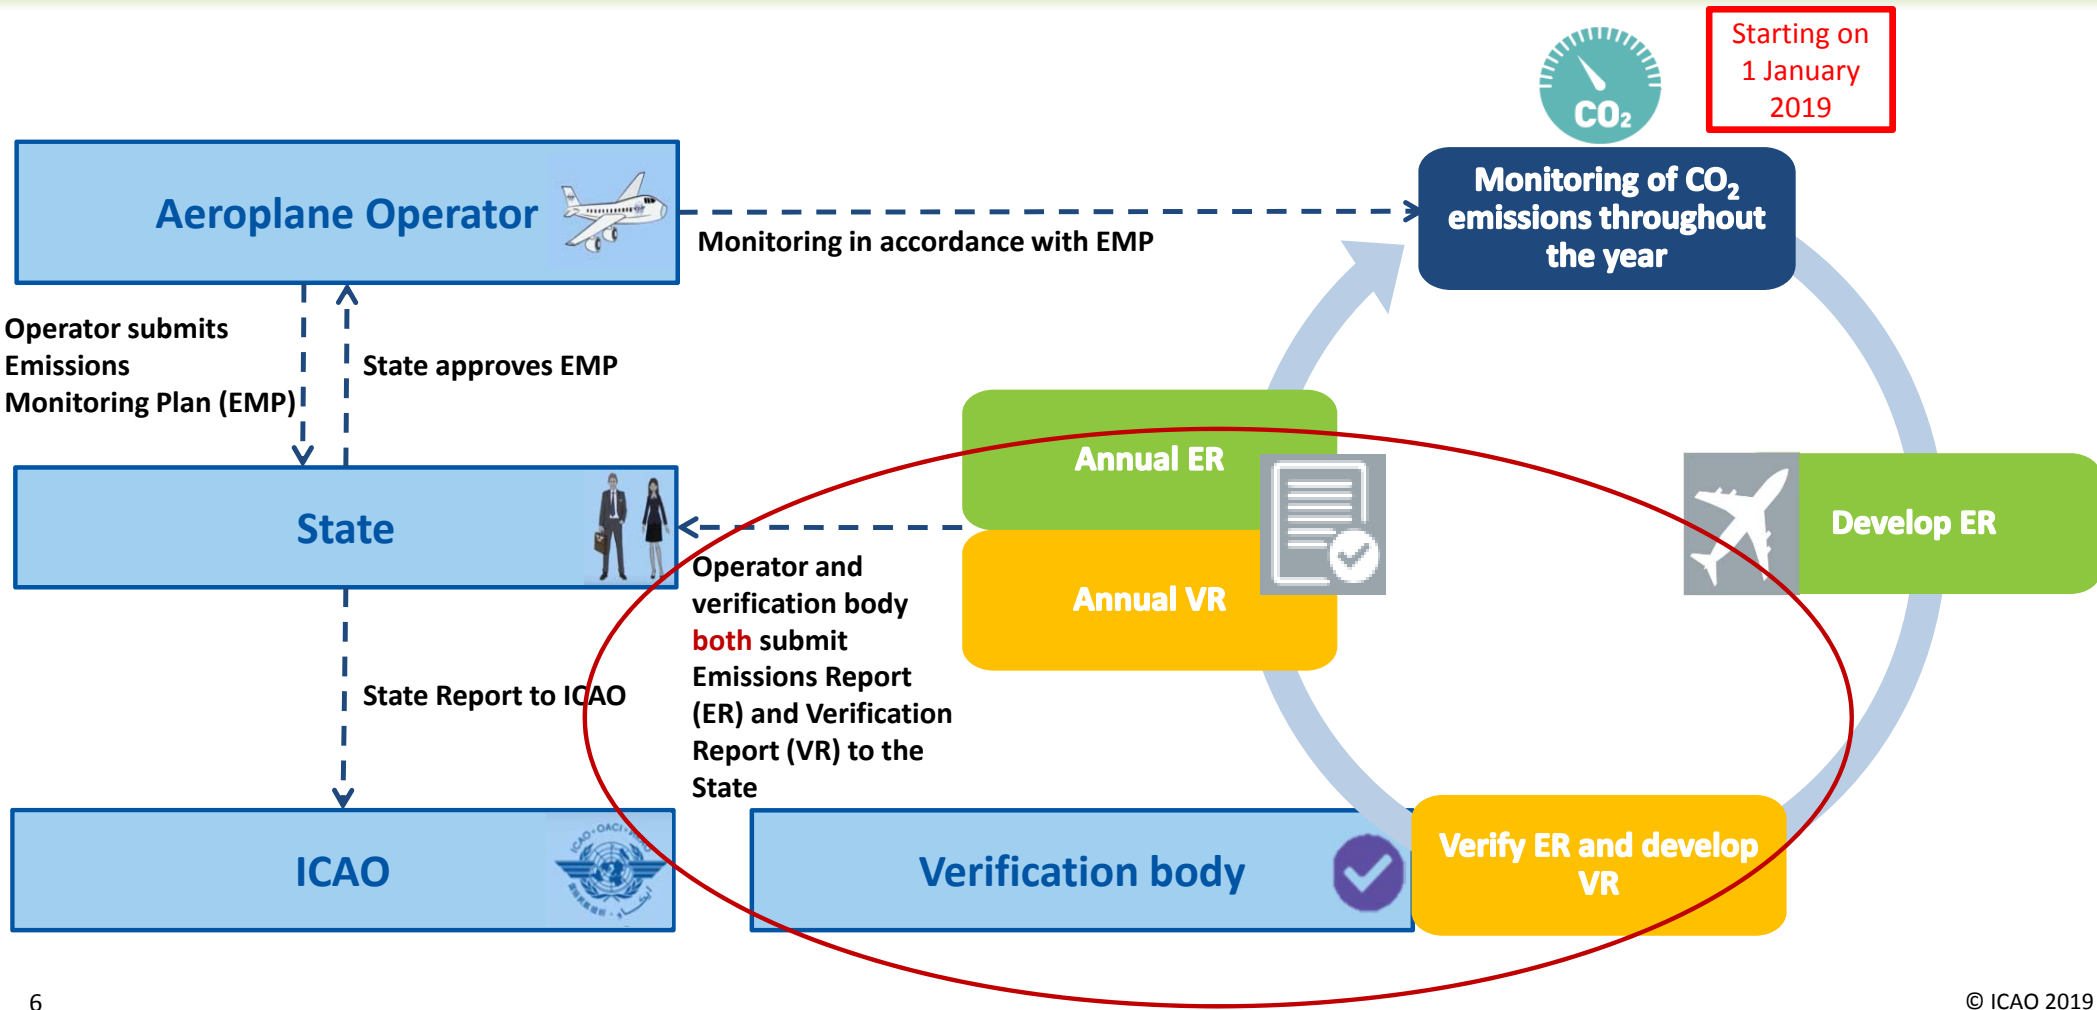 Starting on
1 January
2019
CO2
Aeroplane Operator
Monitoring in accordance with EMP
Monitoring of CO₂
emissions throughout
the year
Operator submits
Emissions
Monitoring Plan (EMP)
State approves EMP
Annual ER
Develop ER
State
Operator and
verification body
both submit
Emissions Report
(ER) and Verification
Report (VR) to the
State
Annual VR
State Report to ICAO
ICAO
ICAO · OACI ·
Verification body
Verify ER and develop
VR
6
© ICAO 2019